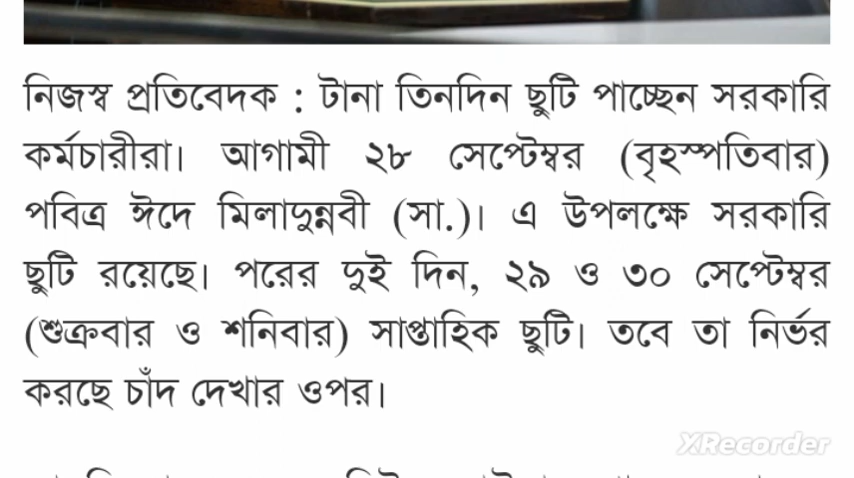 নিজস্ব প্রতিবেদক : টানা তিনদিন ছুটি পাচ্ছেন সরকারি
কর্মচারীরা। আগামী ২৮ সেপ্টেম্বর (বৃহস্পতিবার)
পবিত্র ঈদে মিলাদুন্নবী (সা.)। এ উপলক্ষে সরকারি
ছুটি রয়েছে। পরের দুই দিন, ২৯ ও ৩০ সেপ্টেম্বর
(শুক্রবার ও শনিবার) সাপ্তাহিক ছুটি। তবে তা নির্ভর
করছে চাঁদ দেখার ওপর।
XRecorder